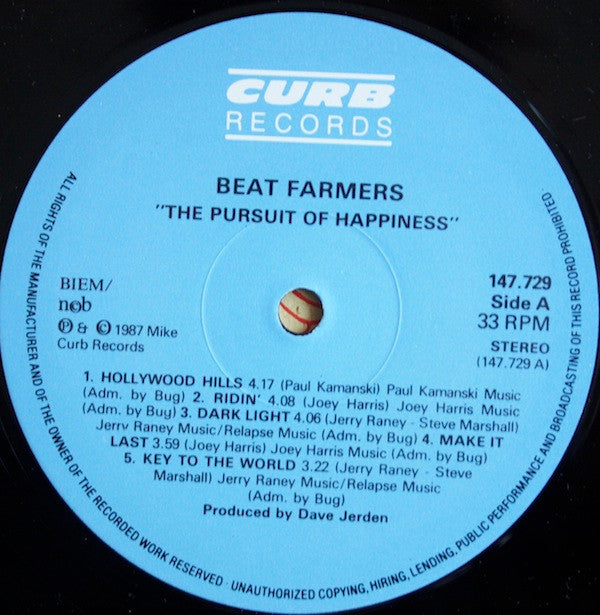 CURB
RECORDS
BEAT FARMERS
"THE PURSUIT OF HAPPINESS"
BIEM/
ncb
℗ & © 1987 Mike
Curb Records
147.729
Side A
33 RPM
STEREO
(147.729 A)
1. HOLLYWOOD HILLS 4.17 (Paul Kamanski) Paul Kamanski Music
(Adm. by Bug) 2. RIDIN' 4.08 (Joey Harris) Joey Harris Music
(Adm. by Bug) 3. DARK LIGHT 4.06 (Jerry Raney - Steve Marshall)
Jerry Raney Music/Relapse Music (Adm. by Bug) 4. MAKE IT
LAST 3.59 (Joey Harris) Joey Harris Music (Adm. by Bug)
5. KEY TO THE WORLD 3.22 (Jerry Raney - Steve
Marshall) Jerry Raney Music/Relapse Music
(Adm. by Bug)
Produced by Dave Jerden
ALL RIGHTS OF THE MANUFACTURER AND OF THE OWNER OF THE RECORDED WORK RESERVED · UNAUTHORIZED COPYING, HIRING, LENDING, PUBLIC PERFORMANCE AND BROADCASTING OF THIS RECORD PROHIBITED ·